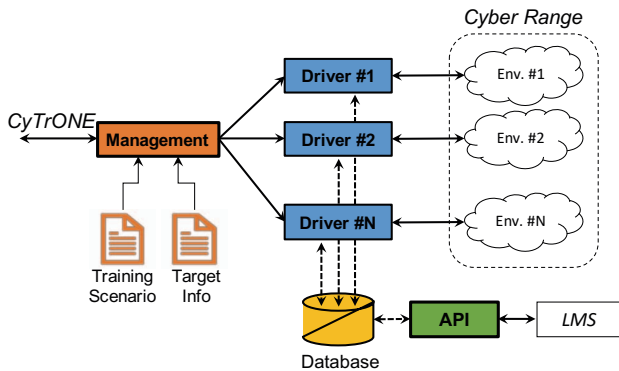 Cyber Range
Driver #1
Env. #1
CyTrONE
Management
Driver #2
Env. #2
Driver #N
Env. #N
Training
Scenario
Target
Info
API
LMS
Database